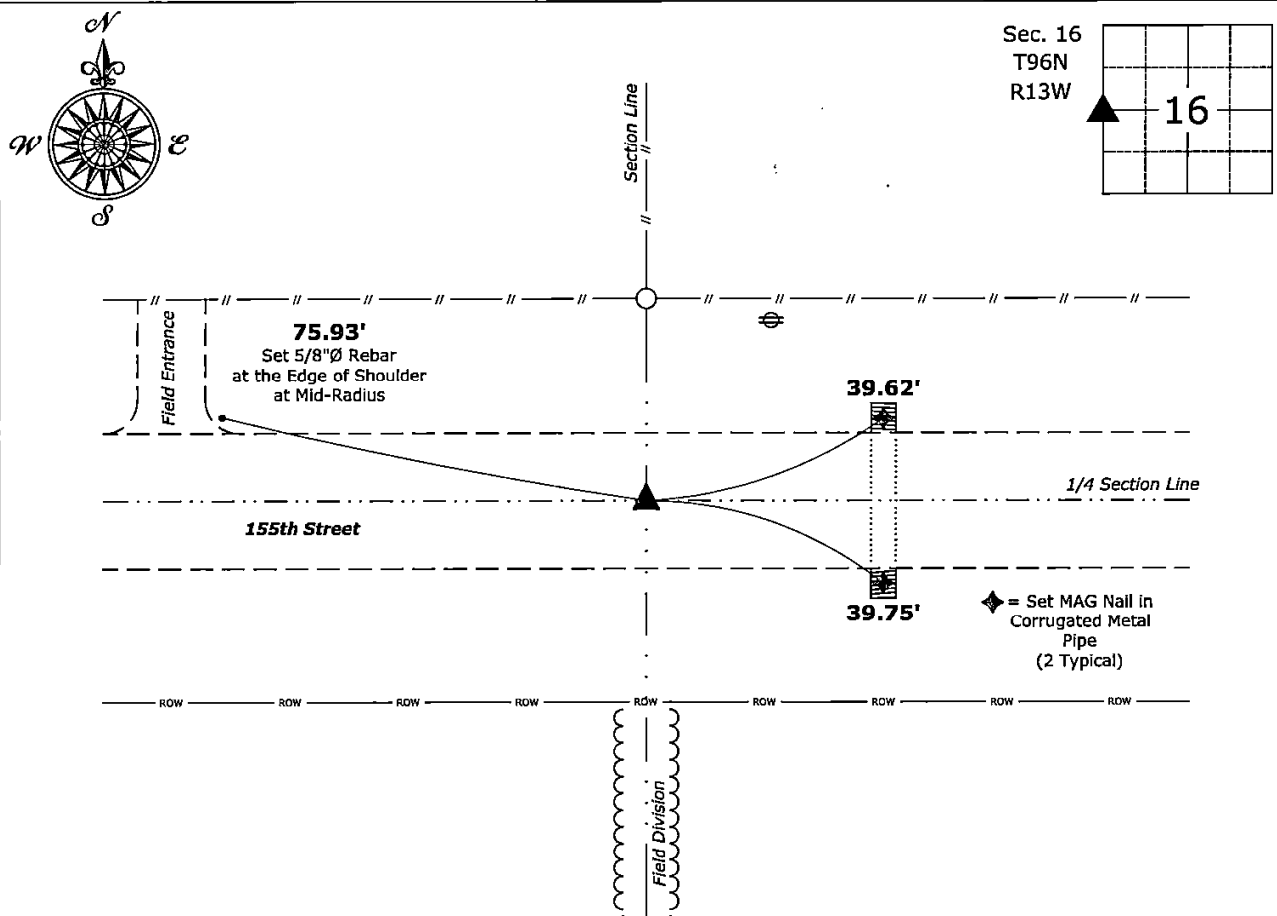 N
W
E
S
Sec. 16
T96N
R13W
16
Section Line
Field Entrance
75.93'
Set 5/8"Ø Rebar
at the Edge of Shoulder
at Mid-Radius
39.62'
1/4 Section Line
155th Street
39.75'
= Set MAG Nail in
Corrugated Metal
Pipe
(2 Typical)
ROW ROW ROW ROW ROW ROW ROW ROW ROW
Field Division